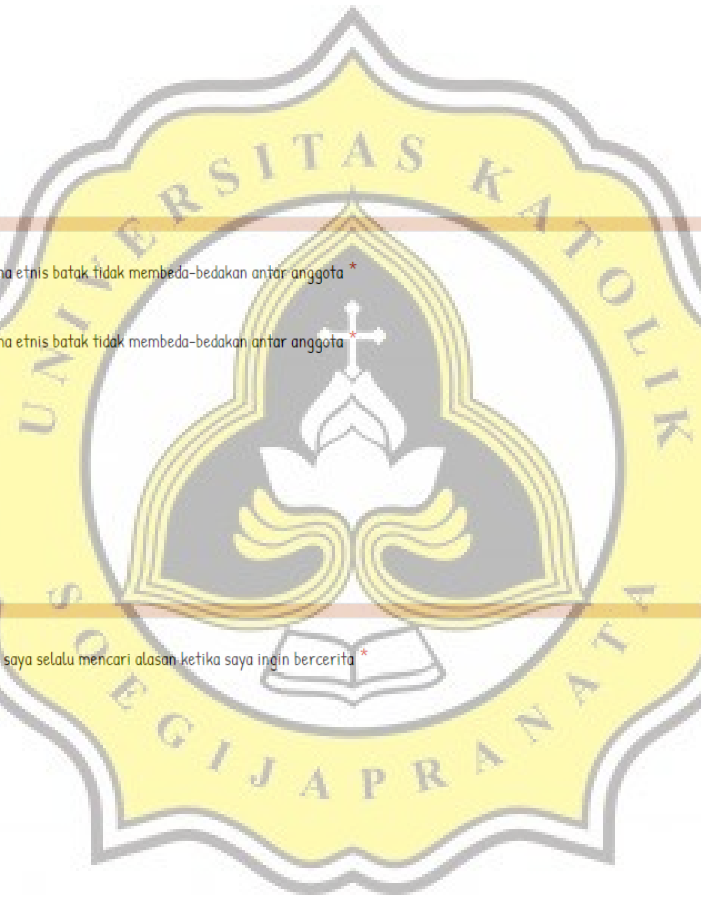 UNIVERSITAS KATOLIK
na etnis batak tidak membeda-bedakan antar anggota *
na etnis batak tidak membeda-bedakan antar anggota *
saya selalu mencari alasan ketika saya ingin bercerita *
SOEGIJAPRANATA